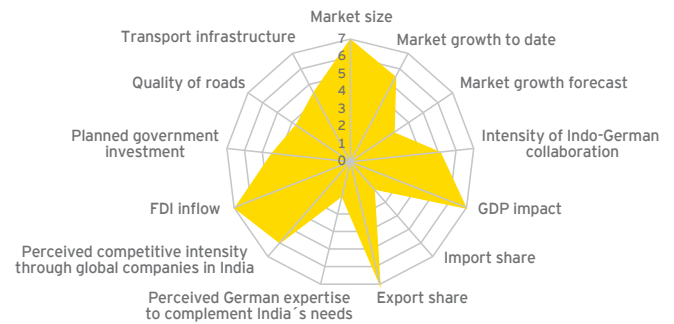 Market size
Transport infrastructure
Market growth to date
Quality of roads
Market growth forecast
Planned government
investment
Intensity of Indo-German
collaboration
FDI inflow
GDP impact
Perceived competitive intensity
through global companies in India
Import share
Perceived German expertise
to complement India´s needs
Export share
7
6
5
4
3
2
1
0